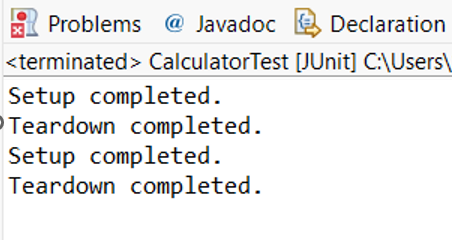 Problems @ Javadoc Declaration
<terminated> CalculatorTest [JUnit] C:\Users\
Setup completed.
Teardown completed.
Setup completed.
Teardown completed.